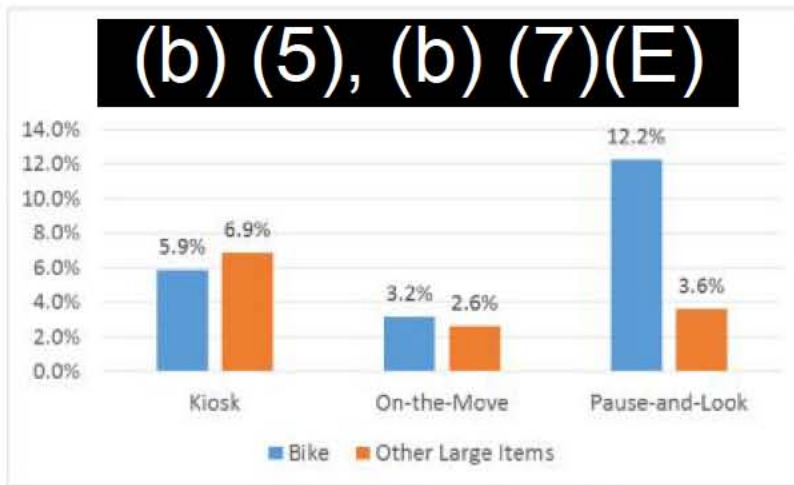 (b) (5), (b) (7)(E)
14.0%
12.0%
10.0%
8.0%
6.0%
4.0%
2.0%
0.0%
5.9%
6.9%
3.2%
2.6%
12.2%
3.6%
Kiosk
On-the-Move
Pause-and-Look
Bike
Other Large Items